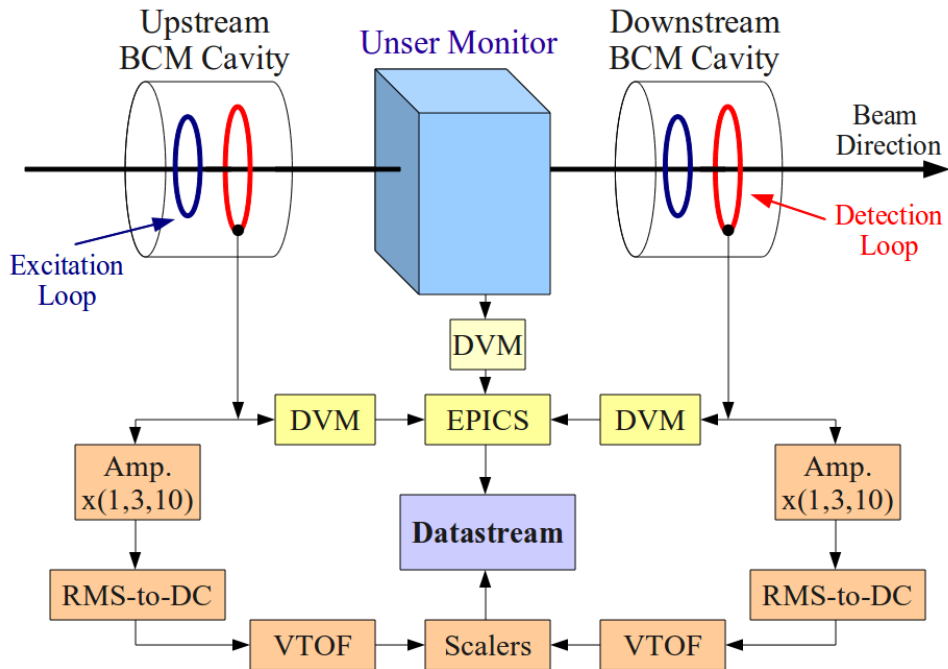 Upstream
BCM Cavity
Unser Monitor
Downstream
BCM Cavity
Beam
Direction
Excitation
Loop
Detection
Loop
DVM
DVM
EPICS
DVM
Amp.
x(1,3,10)
Amp.
x(1,3,10)
Datastream
RMS-to-DC
RMS-to-DC
VTOF
Scalers
VTOF